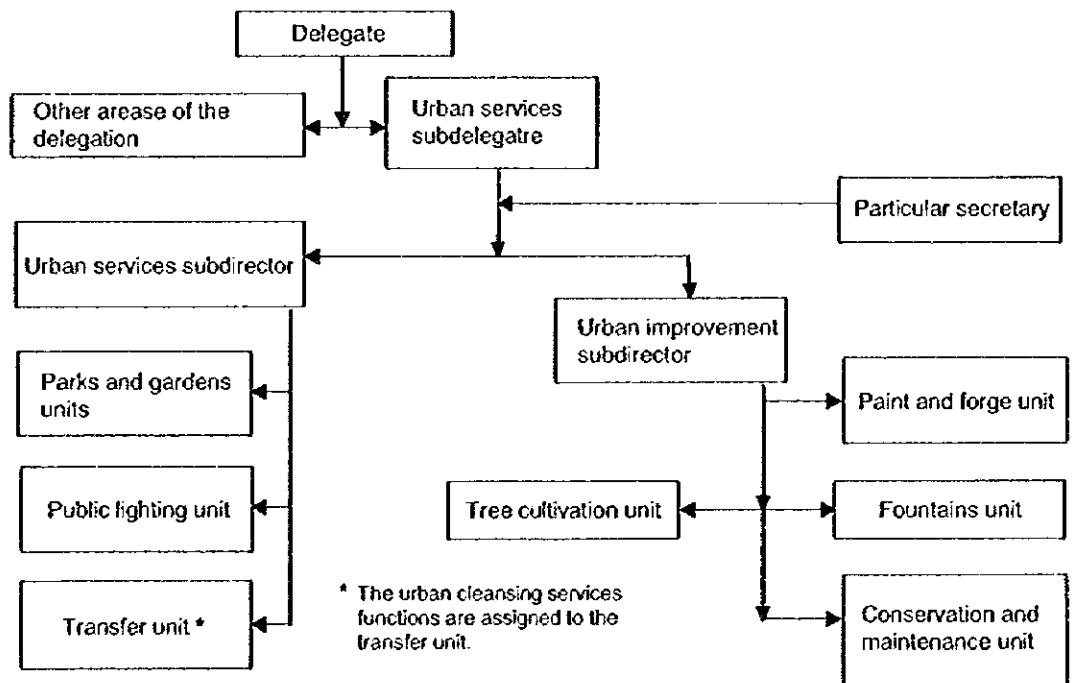 Delegate
Other arease of the
delegation
Urban services
subdelegatre
Particular secretary
Urban services subdirector
Urban improvement
subdirector
Parks and gardens
units
Paint and forge unit
Public lighting unit
Tree cultivation unit
Fountains unit
Transfer unit *
* The urban cleansing services
functions are assigned to the
transfer unit.
Conservation and
maintenance unit